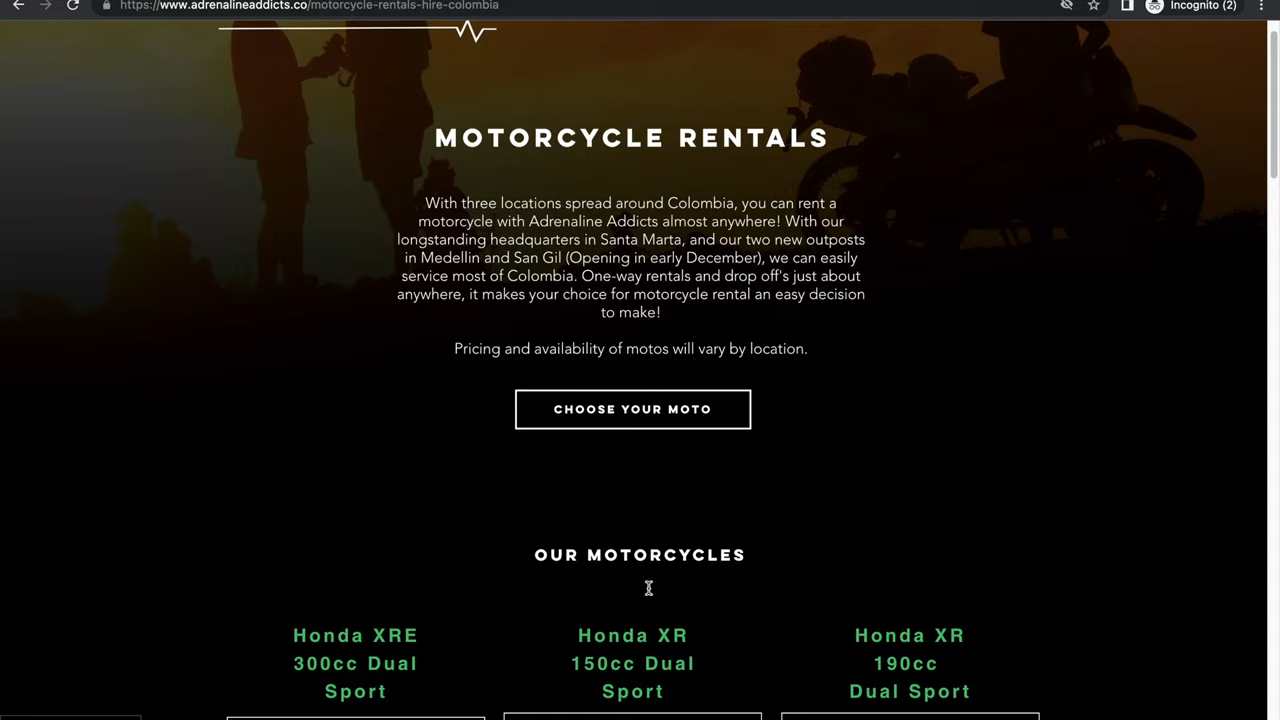 https://www.adrenalineaddicts.co/motorcycle-rentals-hire-colombia
Incognito (2)
MOTORCYCLE RENTALS
With three locations spread around Colombia, you can rent a
motorcycle with Adrenaline Addicts almost anywhere! With our
longstanding headquarters in Santa Marta, and our two new outposts
in Medellin and San Gil (Opening in early December), we can easily
service most of Colombia. One-way rentals and drop off's just about
anywhere, it makes your choice for motorcycle rental an easy decision
to make!
Pricing and availability of motos will vary by location.
CHOOSE YOUR MOTO
OUR MOTORCYCLES
Honda XRE
300cc Dual
Sport
Honda XR
150cc Dual
Sport
Honda XR
190cc
Dual Sport